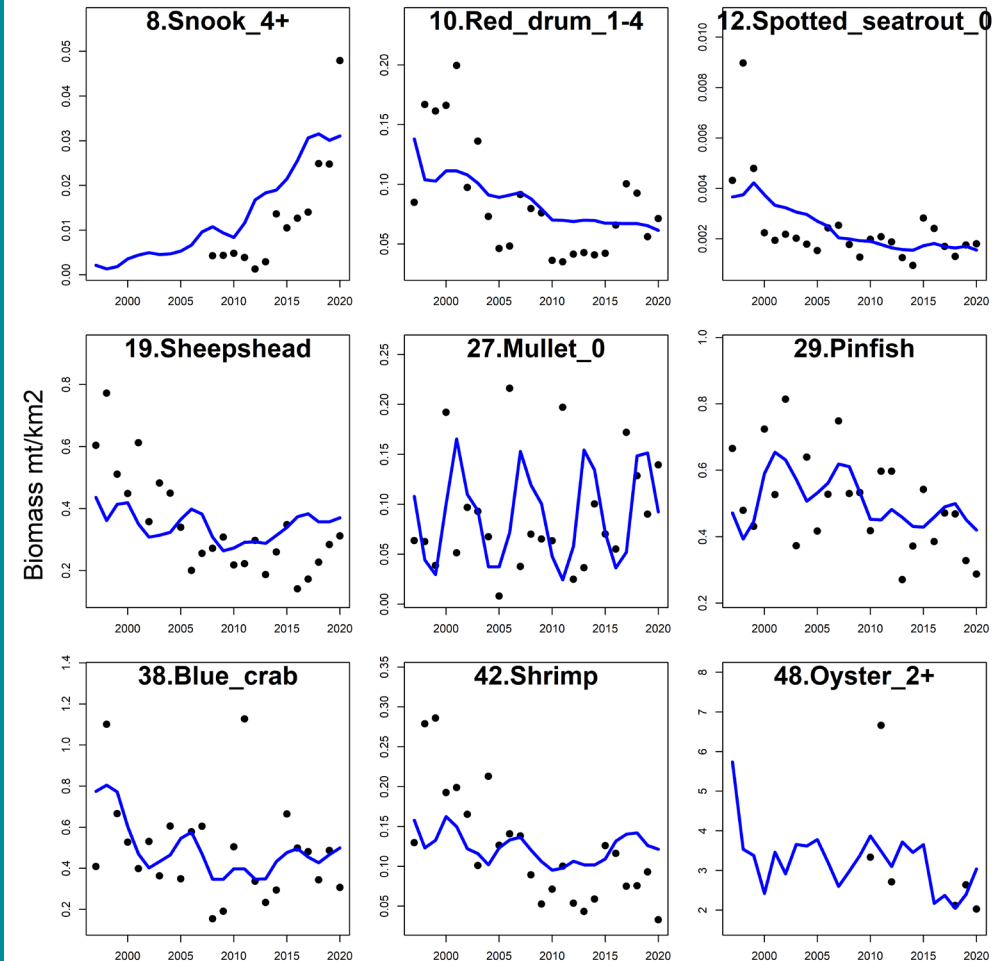 8.Snook_4+
10.Red_drum_1-4
12.Spotted_seatrout_0
0.00 0.01 0.02 0.03 0.04 0.05
0.05 0.10 0.15 0.20
0.002 0.004 0.006 0.008 0.010
2000 2005 2010 2015 2020
2000 2005 2010 2015 2020
2000 2005 2010 2015 2020
Biomass mt/km2
19.Sheepshead
27.Mullet_0
29.Pinfish
0.2 0.4 0.6 0.8
0.00 0.05 0.10 0.15 0.20 0.25
0.2 0.4 0.6 0.8 1.0
2000 2005 2010 2015 2020
2000 2005 2010 2015 2020
2000 2005 2010 2015 2020
38.Blue_crab
42.Shrimp
48.Oyster_2+
0.2 0.4 0.6 0.8 1.0 1.2 1.4
0.05 0.10 0.15 0.20 0.25 0.30 0.35
2 3 4 5 6 7 8
2000 2005 2010 2015 2020
2000 2005 2010 2015 2020
2000 2005 2010 2015 2020